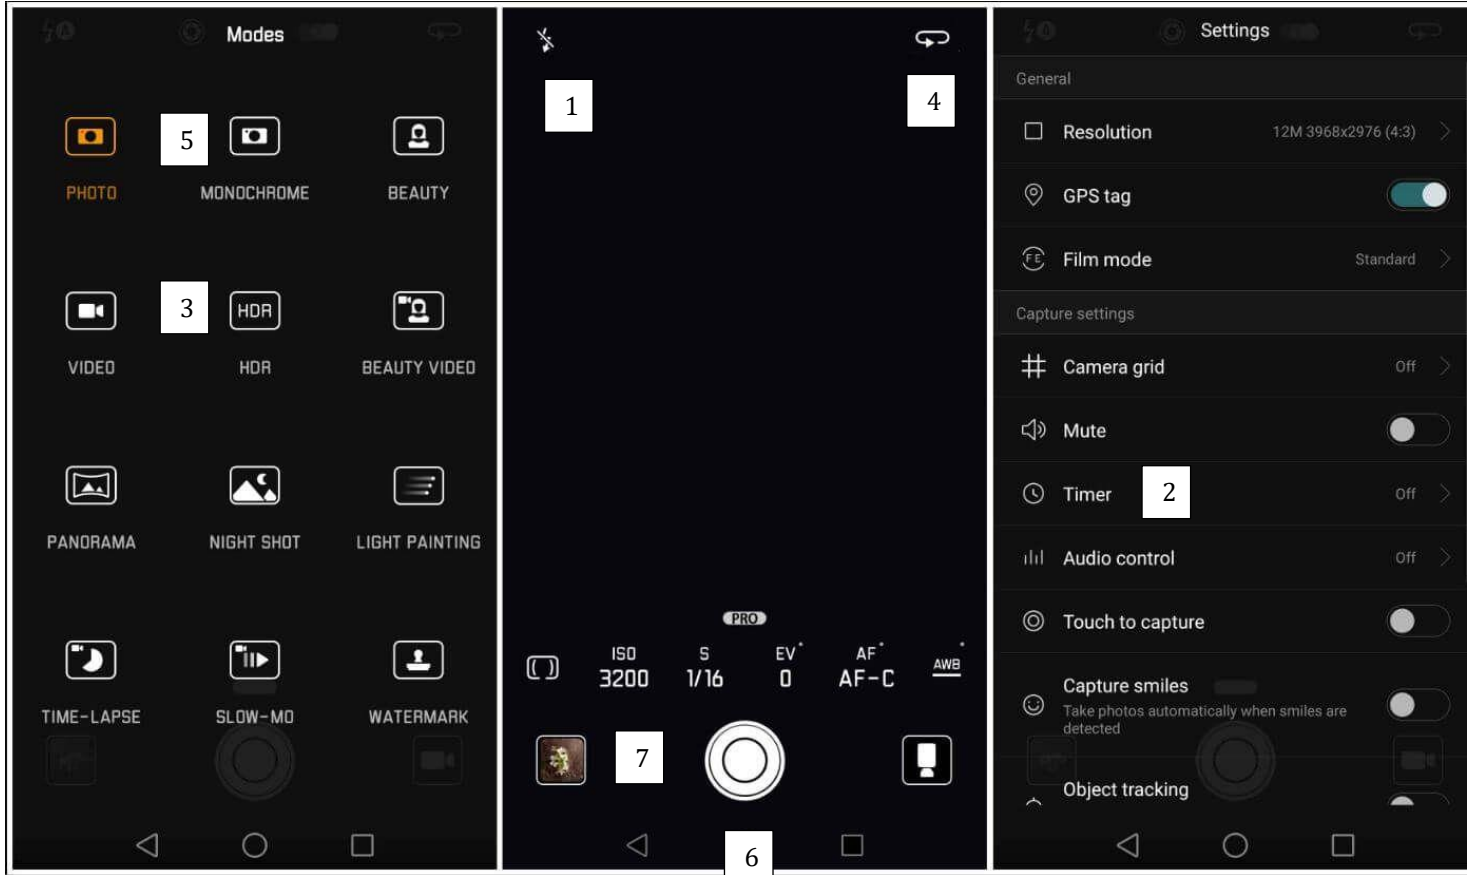 Modes
5
PHOTO
MONOCHROME
BEAUTY
3
HDR
VIDEO
HDR
BEAUTY VIDEO
PANORAMA
NIGHT SHOT
LIGHT PAINTING
TIME-LAPSE
SLOW-MO
WATERMARK
1
4
PRO
ISO
3200
S
1/16
EV
0
AF
AF-C
AWB
7
6
Settings
General
Resolution 12M 3968x2976 (4:3)
GPS tag
FE
Film mode Standard
Capture settings
Camera grid Off
Mute
Timer 2 Off
Audio control Off
Touch to capture
Capture smiles
Take photos automatically when smiles are
detected
Object tracking